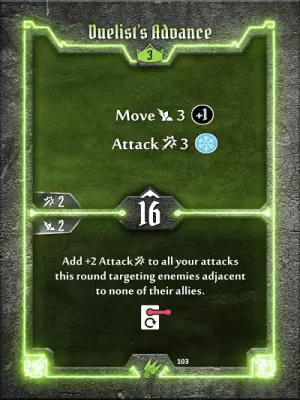 Duelist's Advance
3
Move 3 +1
Attack 3
2
2
16
Add +2 Attack to all your attacks
this round targeting enemies adjacent
to none of their allies.
103